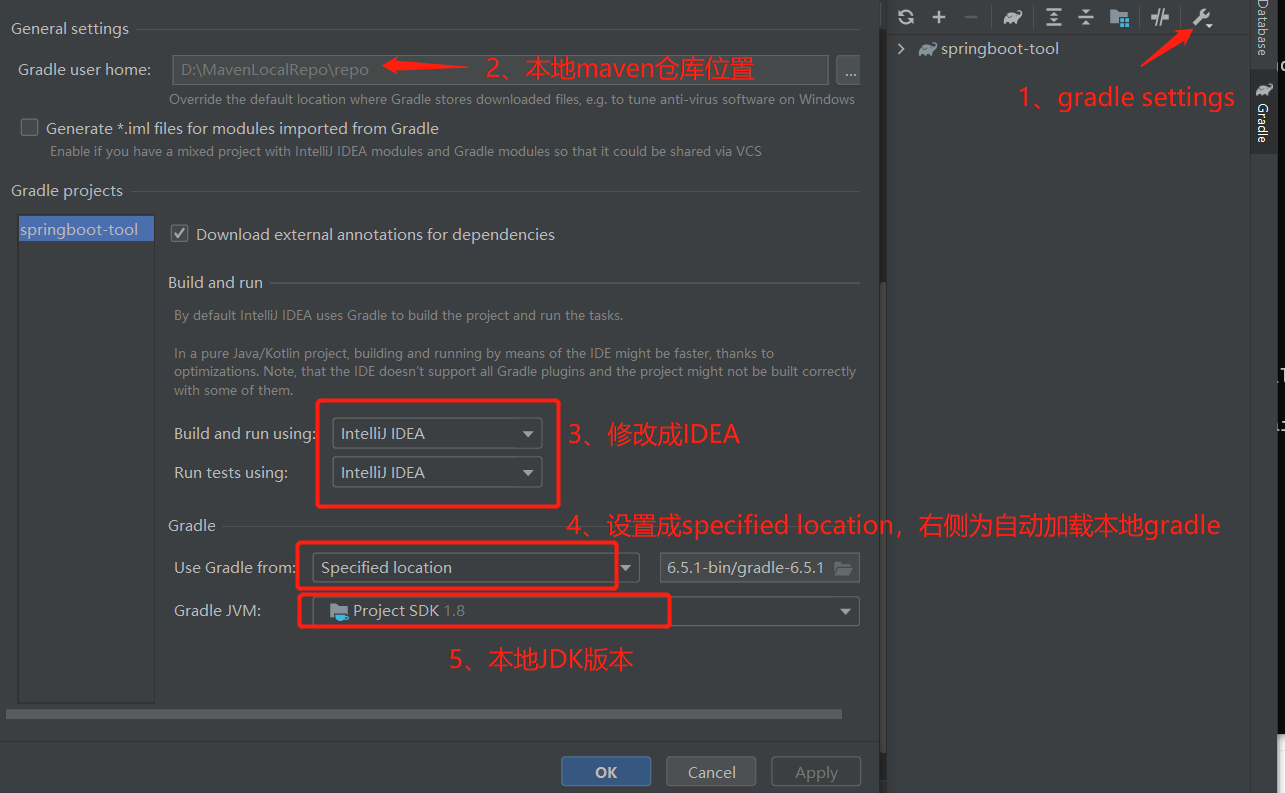 General settings
Gradle user home:
D:\MavenLocalRepo\repo
2、本地maven仓库位置
...
Override the default location where Gradle stores downloaded files, e.g. to tune anti-virus software on Windows
Generate *.iml files for modules imported from Gradle
Enable if you have a mixed project with IntelliJ IDEA modules and Gradle modules so that it could be shared via VCS
Gradle projects
springboot-tool
Download external annotations for dependencies
Build and run
By default IntelliJ IDEA uses Gradle to build the project and run the tasks.
In a pure Java/Kotlin project, building and running by means of the IDE might be faster, thanks to
optimizations. Note, that the IDE doesn't support all Gradle plugins and the project might not be built correctly
with some of them.
Build and run using:
IntelliJ IDEA
3、修改成IDEA
Run tests using:
IntelliJ IDEA
Gradle
4、设置成specified location，右侧为自动加载本地gradle
Use Gradle from:
Specified location
6.5.1-bin/gradle-6.5.1
Gradle JVM:
Project SDK 1.8
5、本地JDK版本
OK
Cancel
Apply
springboot-tool
1、gradle settings
Database
Gradle